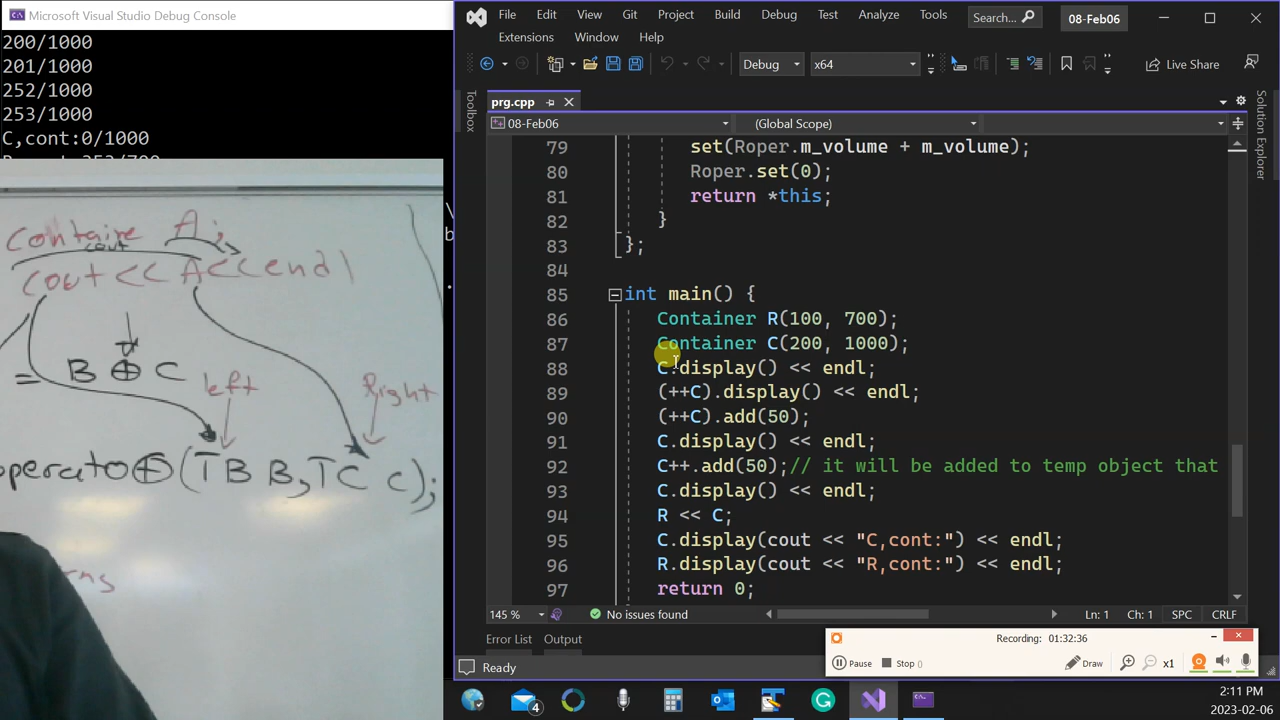 Microsoft Visual Studio Debug Console
200/1000
201/1000
252/1000
253/1000
C,cont:0/1000
Containe A;
cout
cout << A << endl
= B ⊕ C
left
Right
operato⊕(TB B, TC C);
File Edit View Git Project Build Debug Test Analyze Tools
Search...
08-Feb06
Extensions Window Help
Debug
x64
Live Share
Toolbox
Solution Explorer
prg.cpp
08-Feb06
(Global Scope)
79 set(Roper.m_volume + m_volume);
80 Roper.set(0);
81 return *this;
82 }
83 };
84
85 int main() {
86 Container R(100, 700);
87 Container C(200, 1000);
88 C.display() << endl;
89 (++C).display() << endl;
90 (++C).add(50);
91 C.display() << endl;
92 C++.add(50);// it will be added to temp object that
93 C.display() << endl;
94 R << C;
95 C.display(cout << "C,cont:") << endl;
96 R.display(cout << "R,cont:") << endl;
97 return 0;
145 %
No issues found
Ln: 1 Ch: 1 SPC CRLF
Error List Output
Ready
Recording: 01:32:36
Pause Stop () Draw x1
4
2:11 PM
2023-02-06